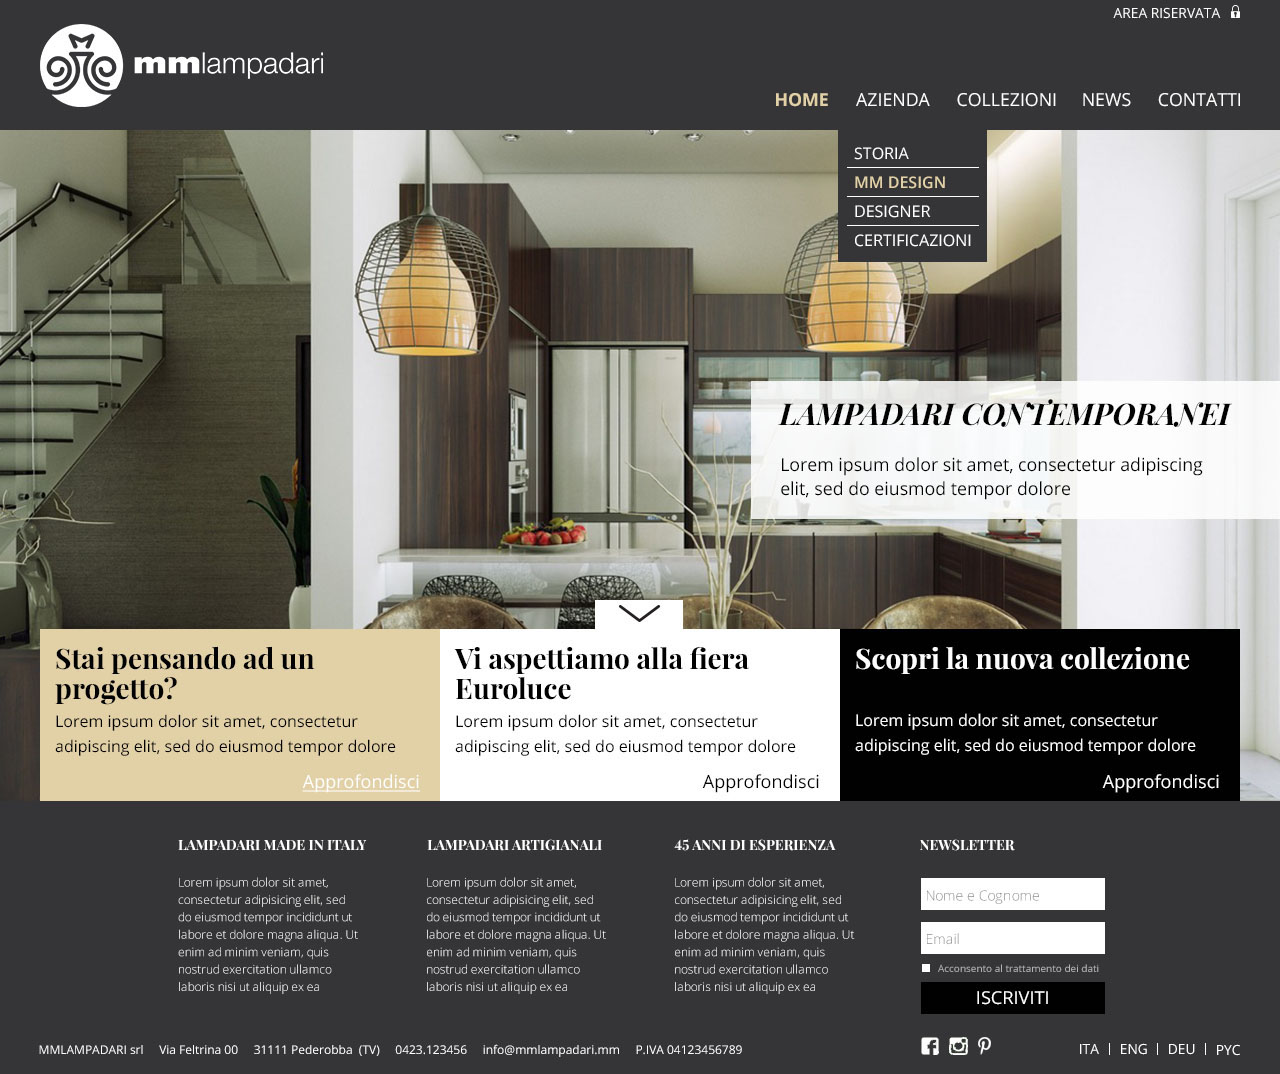 AREA RISERVATA
mmlampadari
HOME AZIENDA COLLEZIONI NEWS CONTATTI
STORIA
MM DESIGN
DESIGNER
CERTIFICAZIONI
LAMPADARI CONTEMPORANEI
Lorem ipsum dolor sit amet, consectetur adipiscing
elit, sed do eiusmod tempor dolore
Stai pensando ad un
progetto?
Lorem ipsum dolor sit amet, consectetur
adipiscing elit, sed do eiusmod tempor dolore
Approfondisci
Vi aspettiamo alla fiera
Euroluce
Lorem ipsum dolor sit amet, consectetur
adipiscing elit, sed do eiusmod tempor dolore
Approfondisci
Scopri la nuova collezione
Lorem ipsum dolor sit amet, consectetur
adipiscing elit, sed do eiusmod tempor dolore
Approfondisci
LAMPADARI MADE IN ITALY
Lorem ipsum dolor sit amet,
consectetur adipisicing elit, sed
do eiusmod tempor incididunt ut
labore et dolore magna aliqua. Ut
enim ad minim veniam, quis
nostrud exercitation ullamco
laboris nisi ut aliquip ex ea
LAMPADARI ARTIGIANALI
Lorem ipsum dolor sit amet,
consectetur adipisicing elit, sed
do eiusmod tempor incididunt ut
labore et dolore magna aliqua. Ut
enim ad minim veniam, quis
nostrud exercitation ullamco
laboris nisi ut aliquip ex ea
45 ANNI DI ESPERIENZA
Lorem ipsum dolor sit amet,
consectetur adipisicing elit, sed
do eiusmod tempor incididunt ut
labore et dolore magna aliqua. Ut
enim ad minim veniam, quis
nostrud exercitation ullamco
laboris nisi ut aliquip ex ea
NEWSLETTER
Nome e Cognome
Email
Acconsento al trattamento dei dati
ISCRIVITI
MMLAMPADARI srl Via Feltrina 00 31111 Pederobba (TV) 0423.123456 info@mmlampadari.mm P.IVA 04123456789
ITA | ENG | DEU | РУС